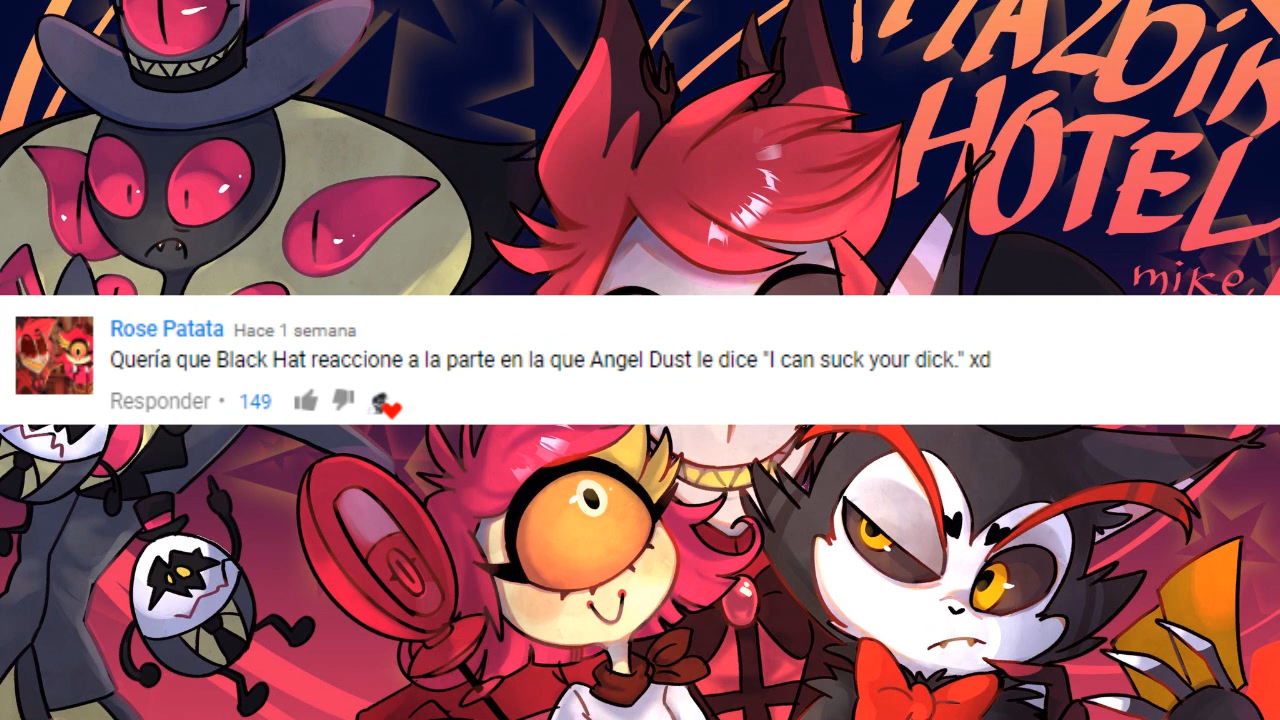 HAZBIN
HOTEL
mike
Rose Patata Hace 1 semana
Quería que Black Hat reaccione a la parte en la que Angel Dust le dice "I can suck your dick." xd
Responder • 149